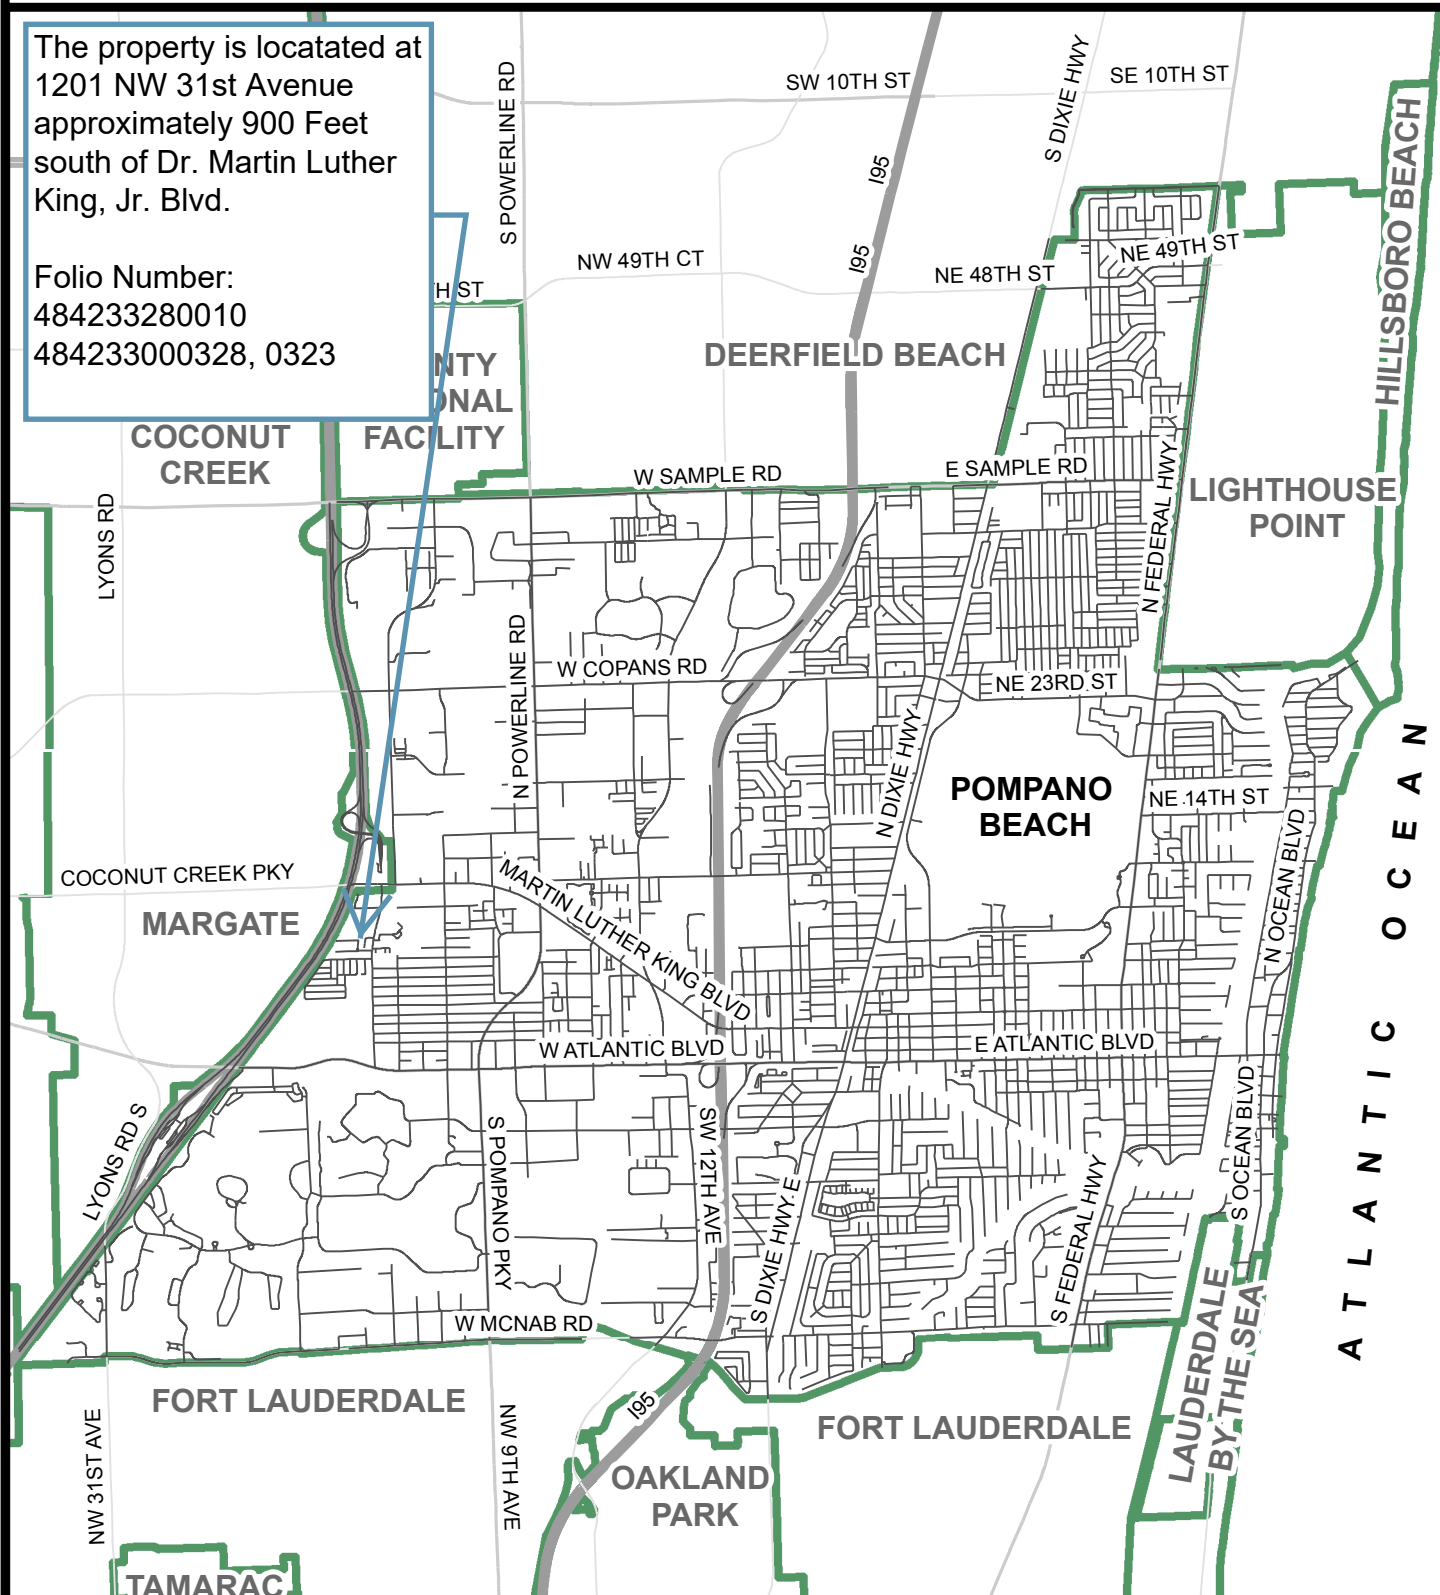 The property is locatated at
1201 NW 31st Avenue
approximately 900 Feet
south of Dr. Martin Luther
King, Jr. Blvd.
Folio Number:
484233280010
484233000328, 0323
S POWERLINE RD
SW 10TH ST
SE 10TH ST
S DIXIE HWY
I95
I95
HILLSBORO BEACH
NW 49TH CT
NE 48TH ST
NE 49TH ST
TH ST
DEERFIELD BEACH
NTY
ONAL
FACILITY
COCONUT
CREEK
W SAMPLE RD
E SAMPLE RD
LIGHTHOUSE
POINT
LYONS RD
N FEDERAL HWY
N POWERLINE RD
W COPANS RD
NE 23RD ST
N DIXIE HWY
POMPANO
BEACH
NE 14TH ST
COCONUT CREEK PKY
MARGATE
MARTIN LUTHER KING BLVD
N OCEAN BLVD
ATLANTIC OCEAN
W ATLANTIC BLVD
E ATLANTIC BLVD
LYONS RD S
S POMPANO PKY
SW 12TH AVE
S DIXIE HWY E
S FEDERAL HWY
S OCEAN BLVD
W MCNAB RD
LAUDERDALE
BY THE SEA
FORT LAUDERDALE
I95
FORT LAUDERDALE
NW 31ST AVE
NW 9TH AVE
OAKLAND
PARK
TAMARAC